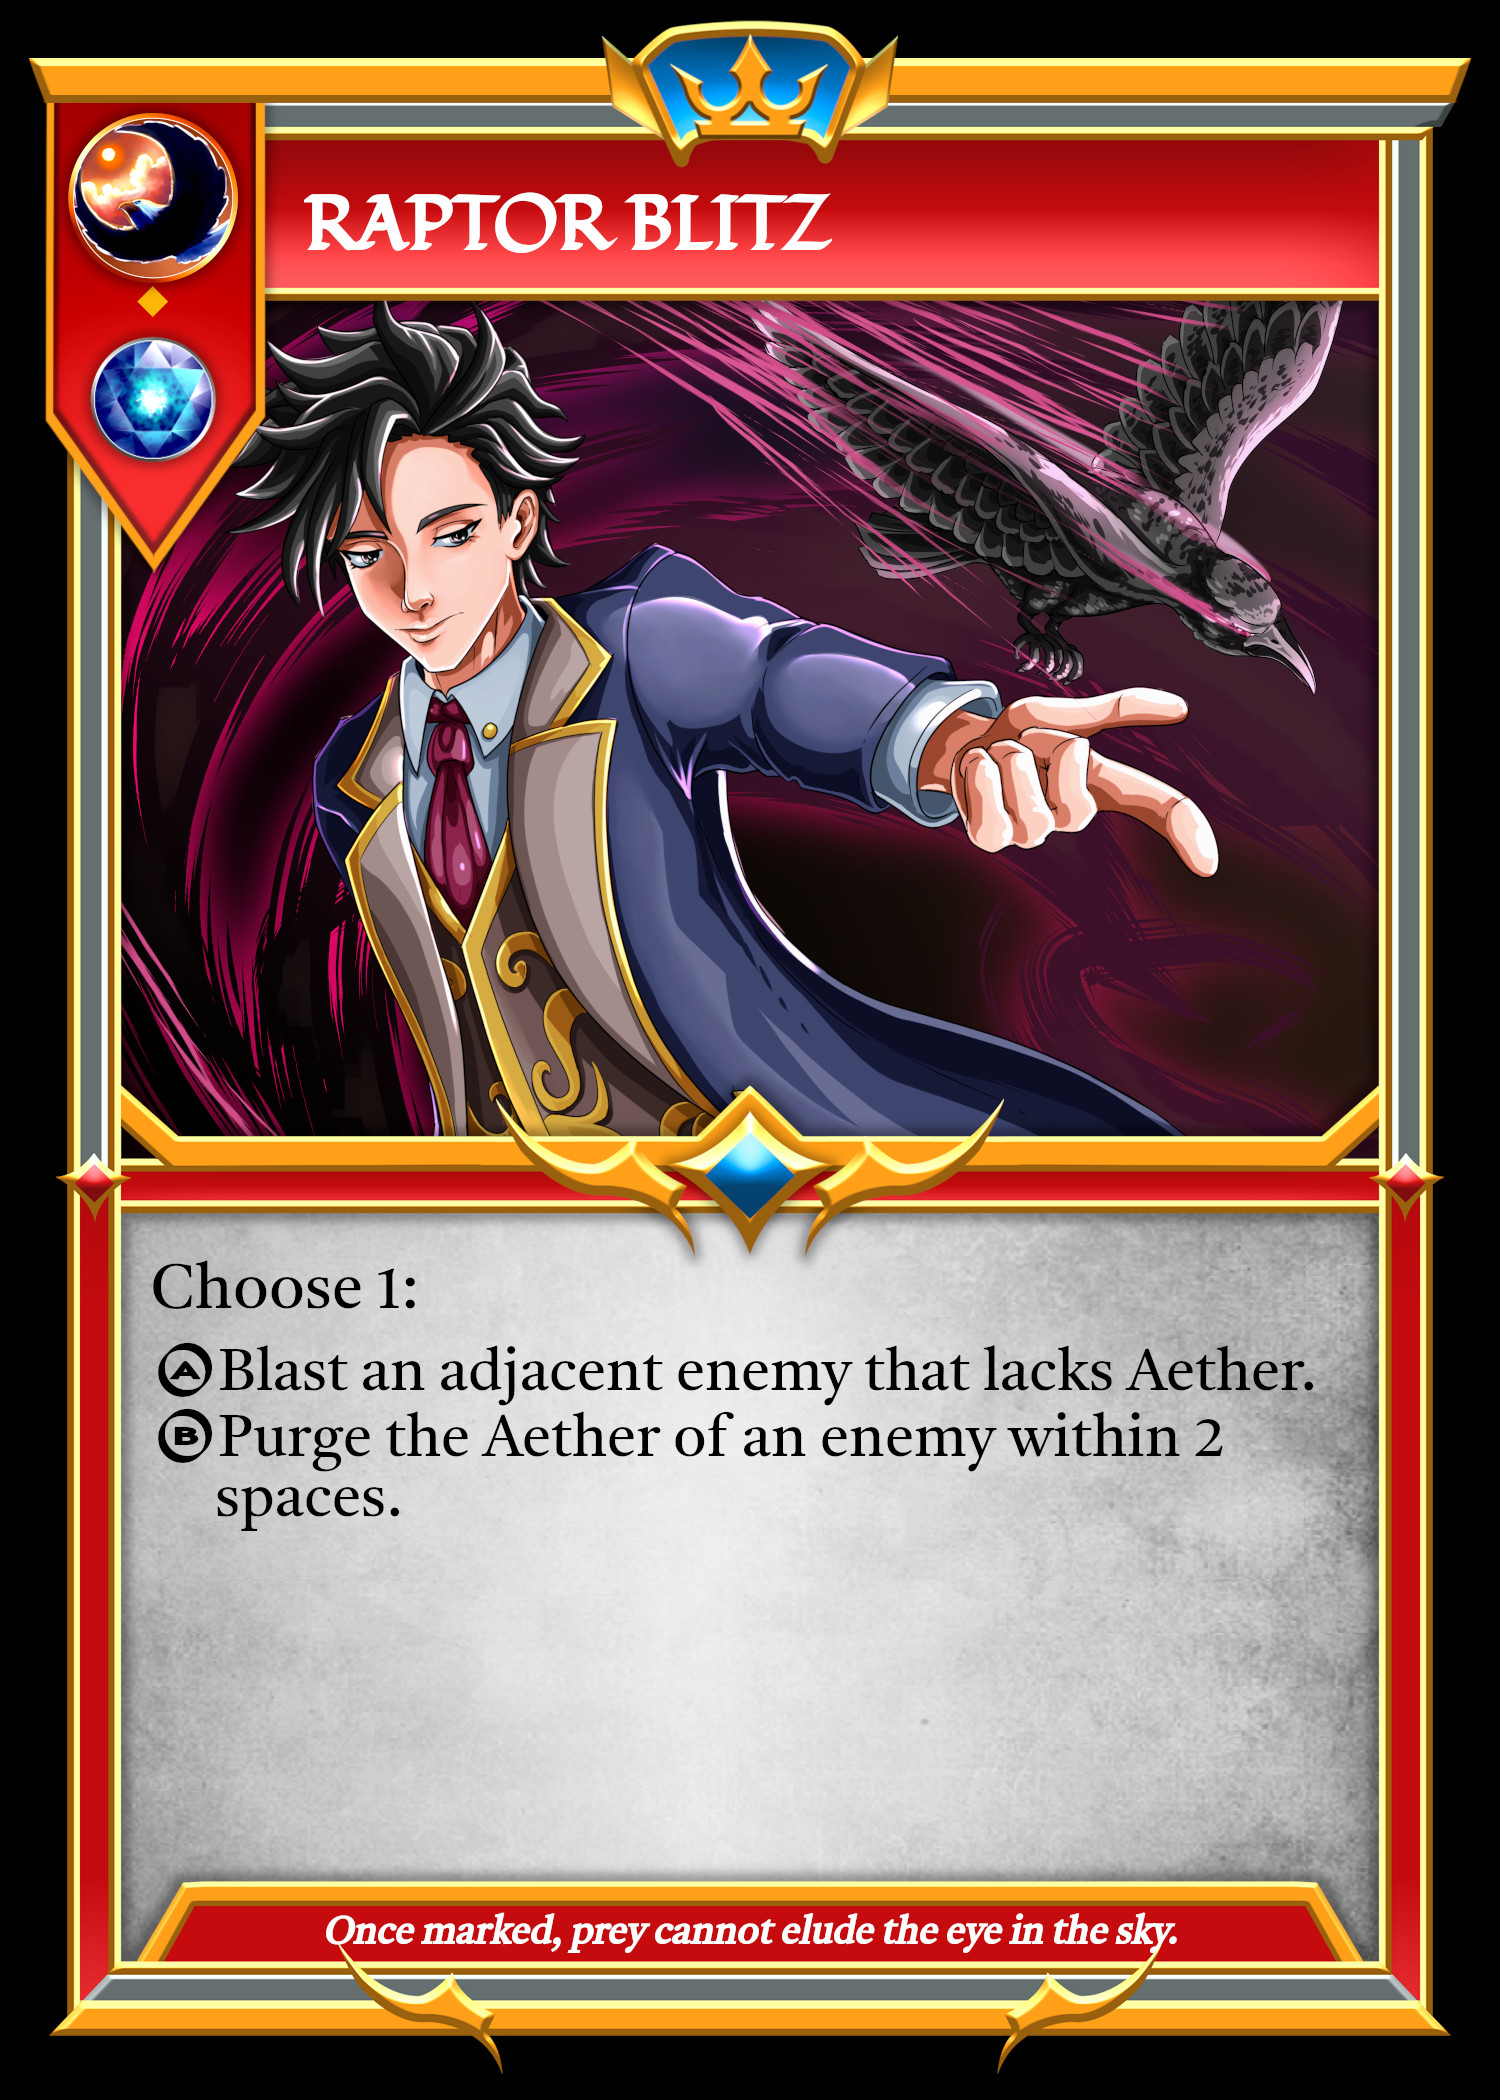 RAPTOR BLITZ
Choose 1:
A Blast an adjacent enemy that lacks Aether.
B Purge the Aether of an enemy within 2
spaces.
Once marked, prey cannot elude the eye in the sky.